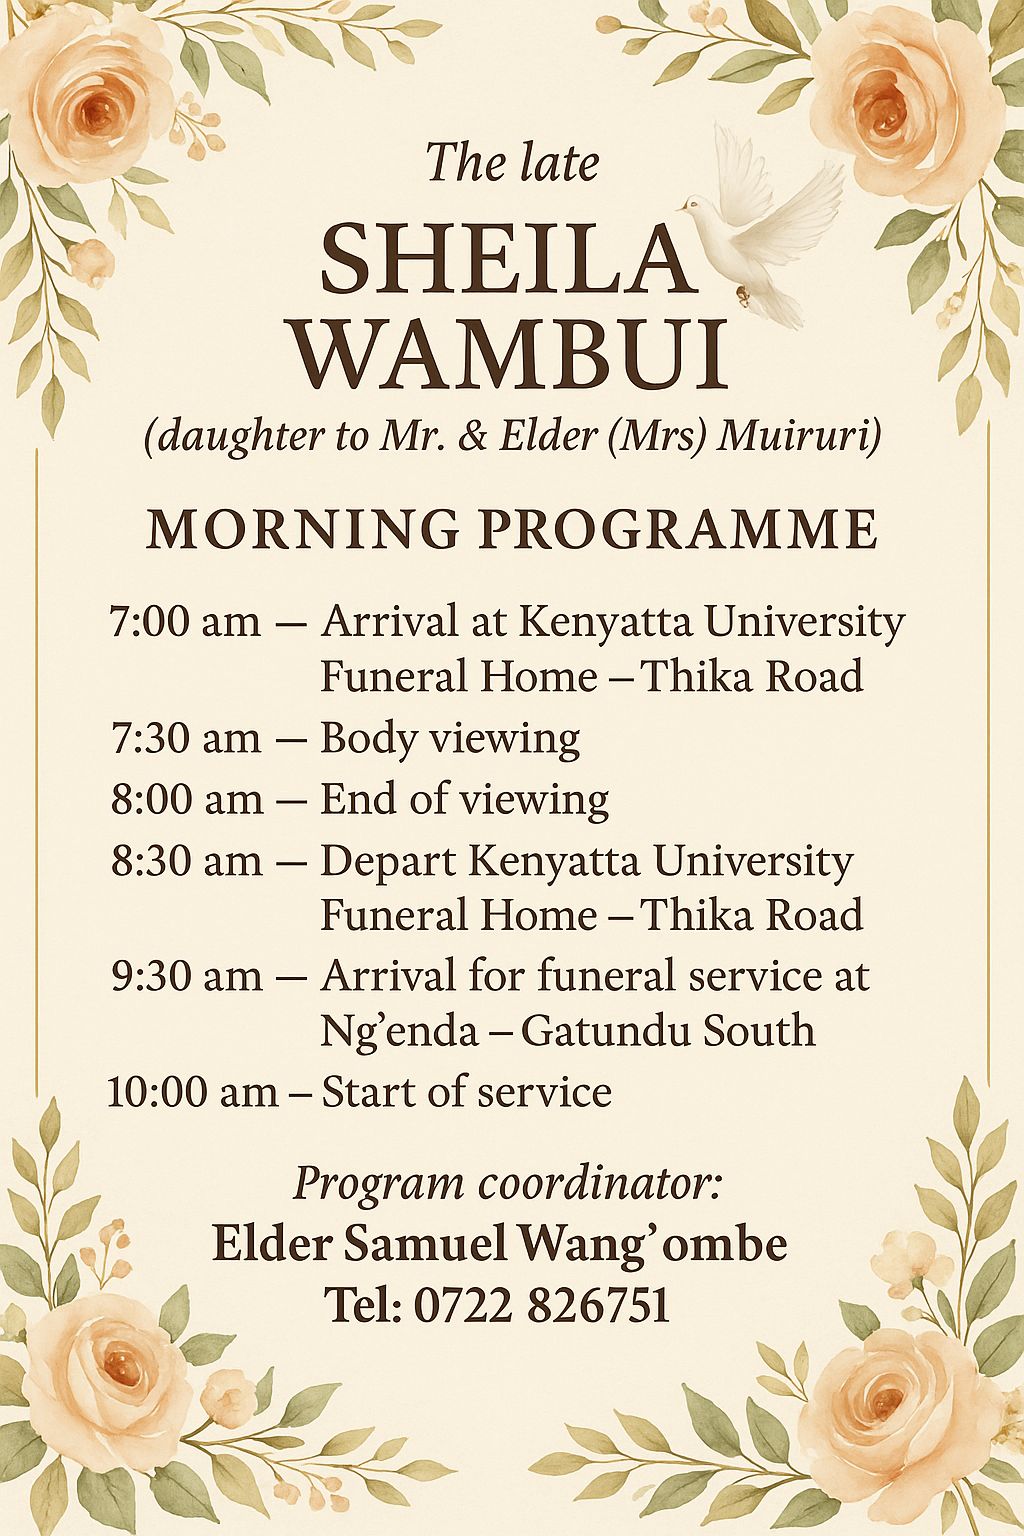 The late
SHEILA
WAMBUI
(daughter to Mr. & Elder (Mrs) Muiruri)
MORNING PROGRAMME
7:00 am — Arrival at Kenyatta University
Funeral Home – Thika Road
7:30 am — Body viewing
8:00 am — End of viewing
8:30 am — Depart Kenyatta University
Funeral Home – Thika Road
9:30 am — Arrival for funeral service at
Ng’enda – Gatundu South
10:00 am – Start of service
Program coordinator:
Elder Samuel Wang’ombe
Tel: 0722 826751